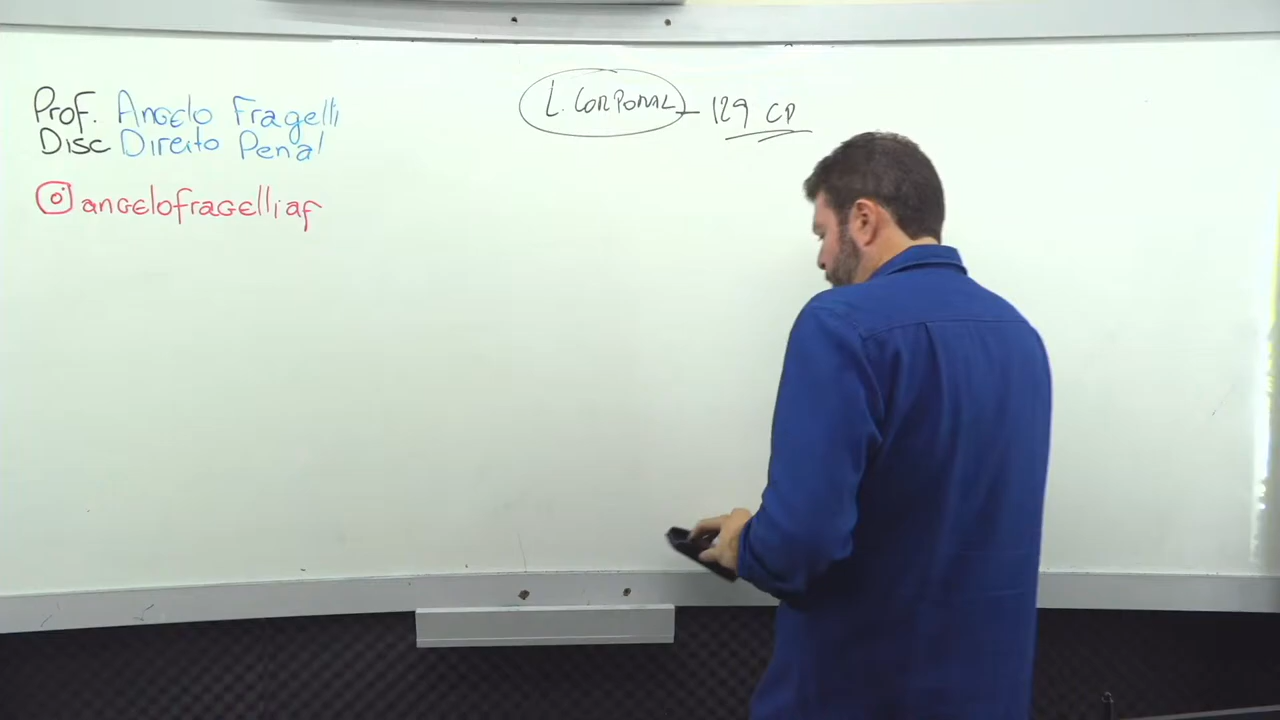 Prof. Angelo Fragelli
Disc Direito Penal
angelofragelliaf
L. CORPORAL - 129 CP